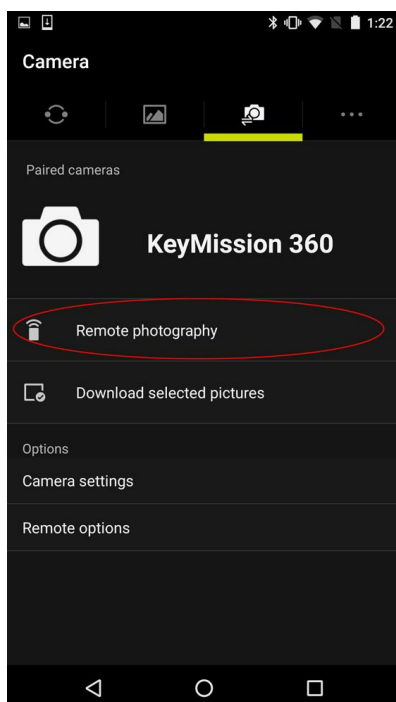 1:22
Camera
Paired cameras
KeyMission 360
Remote photography
Download selected pictures
Options
Camera settings
Remote options